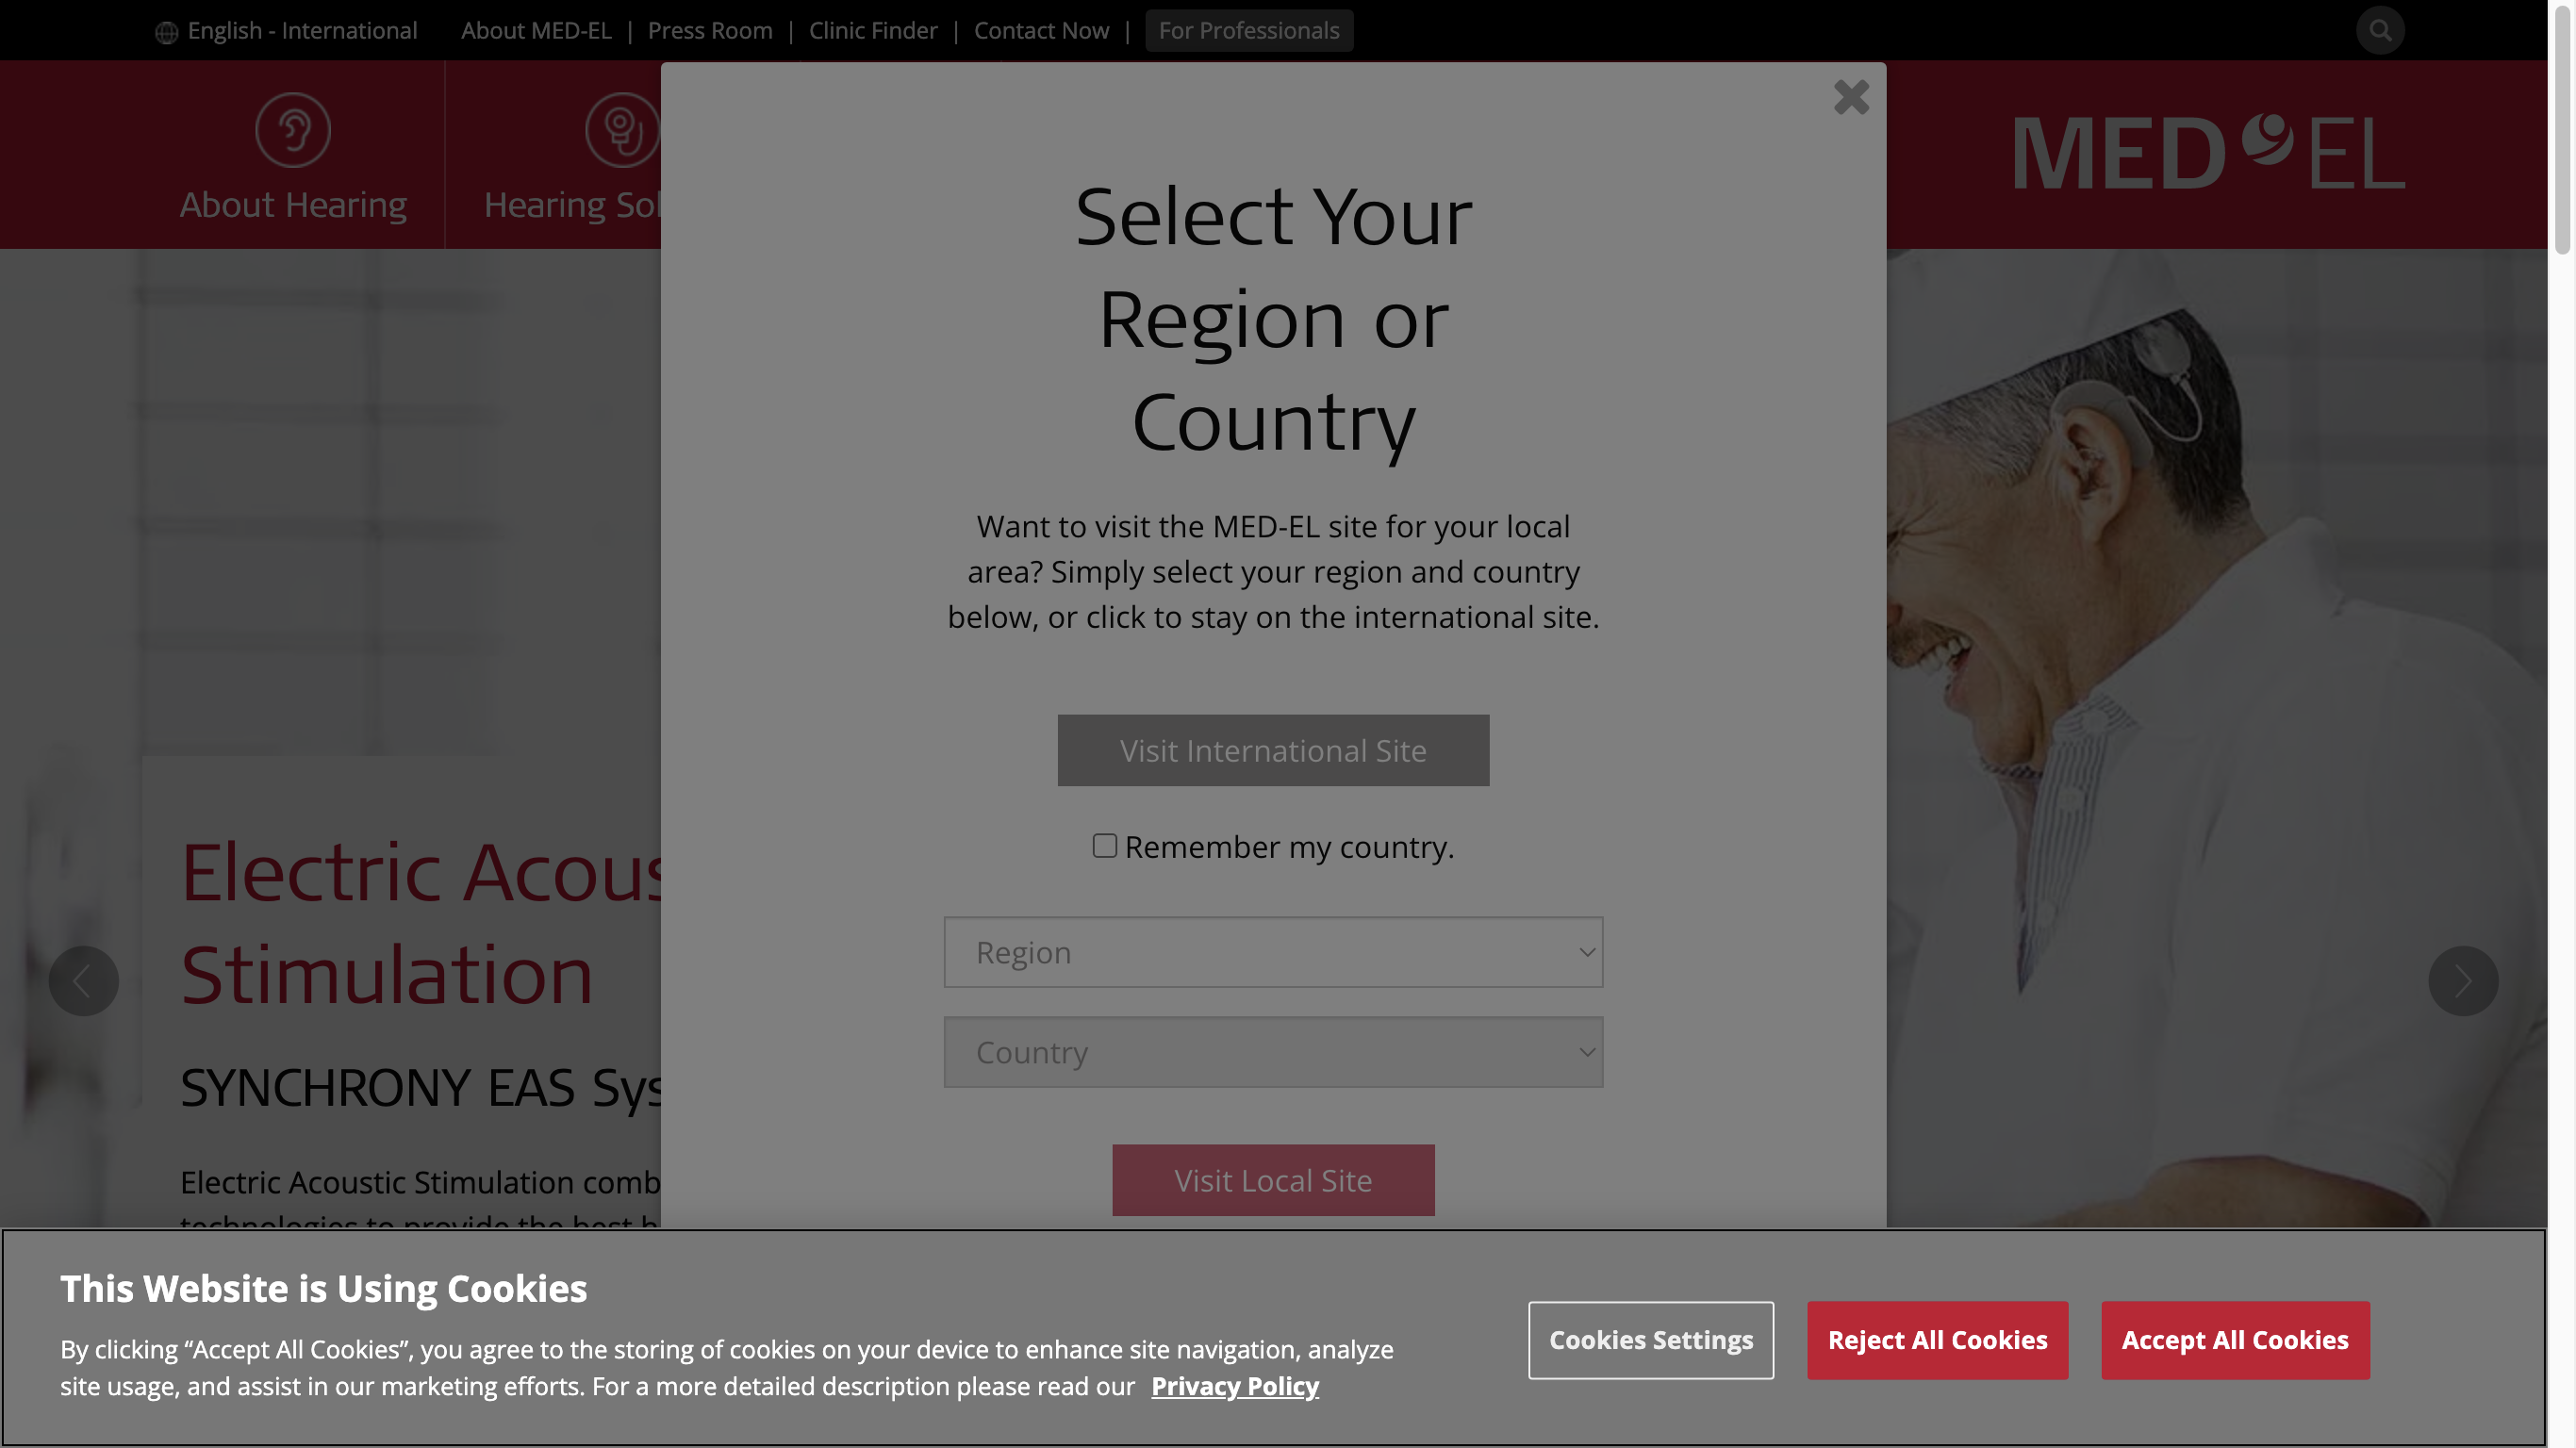 English - International
About MED-EL | Press Room | Clinic Finder | Contact Now | For Professionals
About Hearing
Hearing Sol
MED EL
Select Your
Region or
Country
Want to visit the MED-EL site for your local
area? Simply select your region and country
below, or click to stay on the international site.
Visit International Site
Remember my country.
Region
Country
Visit Local Site
Electric Acous
Stimulation
SYNCHRONY EAS Sys
Electric Acoustic Stimulation comb
technologies to provide the best h
This Website is Using Cookies
By clicking “Accept All Cookies”, you agree to the storing of cookies on your device to enhance site navigation, analyze
site usage, and assist in our marketing efforts. For a more detailed description please read our Privacy Policy
Cookies Settings
Reject All Cookies
Accept All Cookies